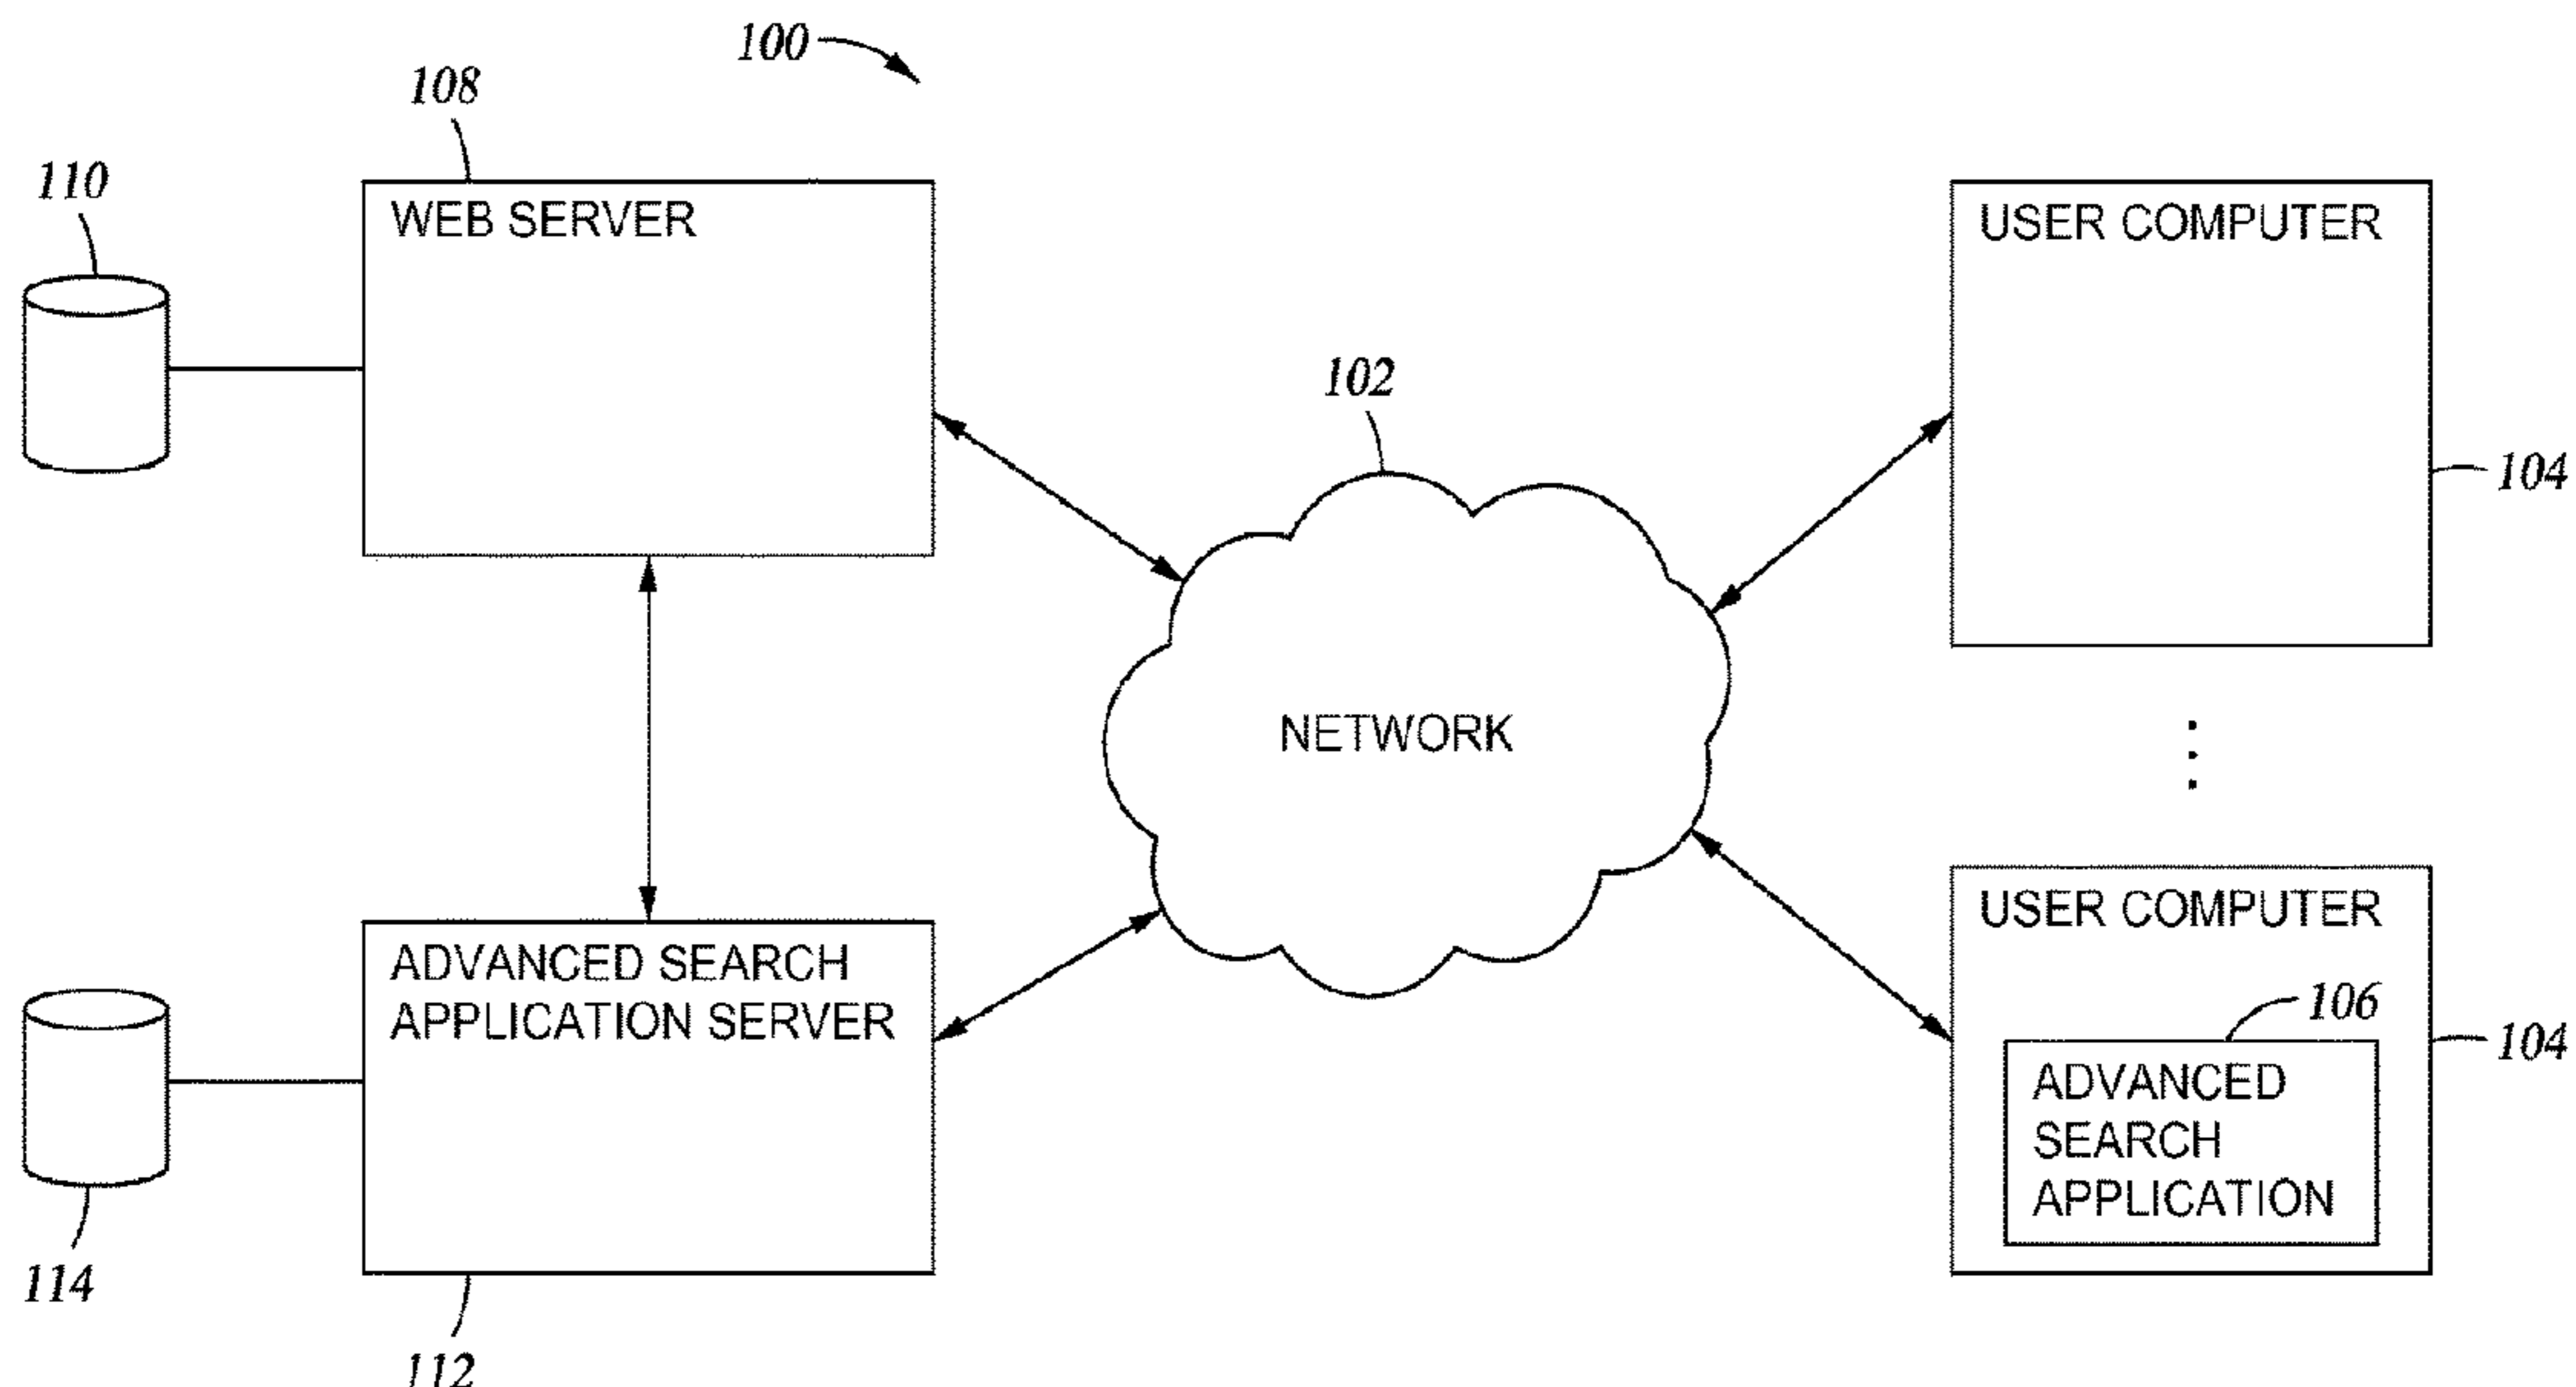 100
108
110
WEB SERVER
USER COMPUTER
102
104
NETWORK
USER COMPUTER
ADVANCED SEARCH
APPLICATION SERVER
106
104
ADVANCED
SEARCH
APPLICATION
114
112